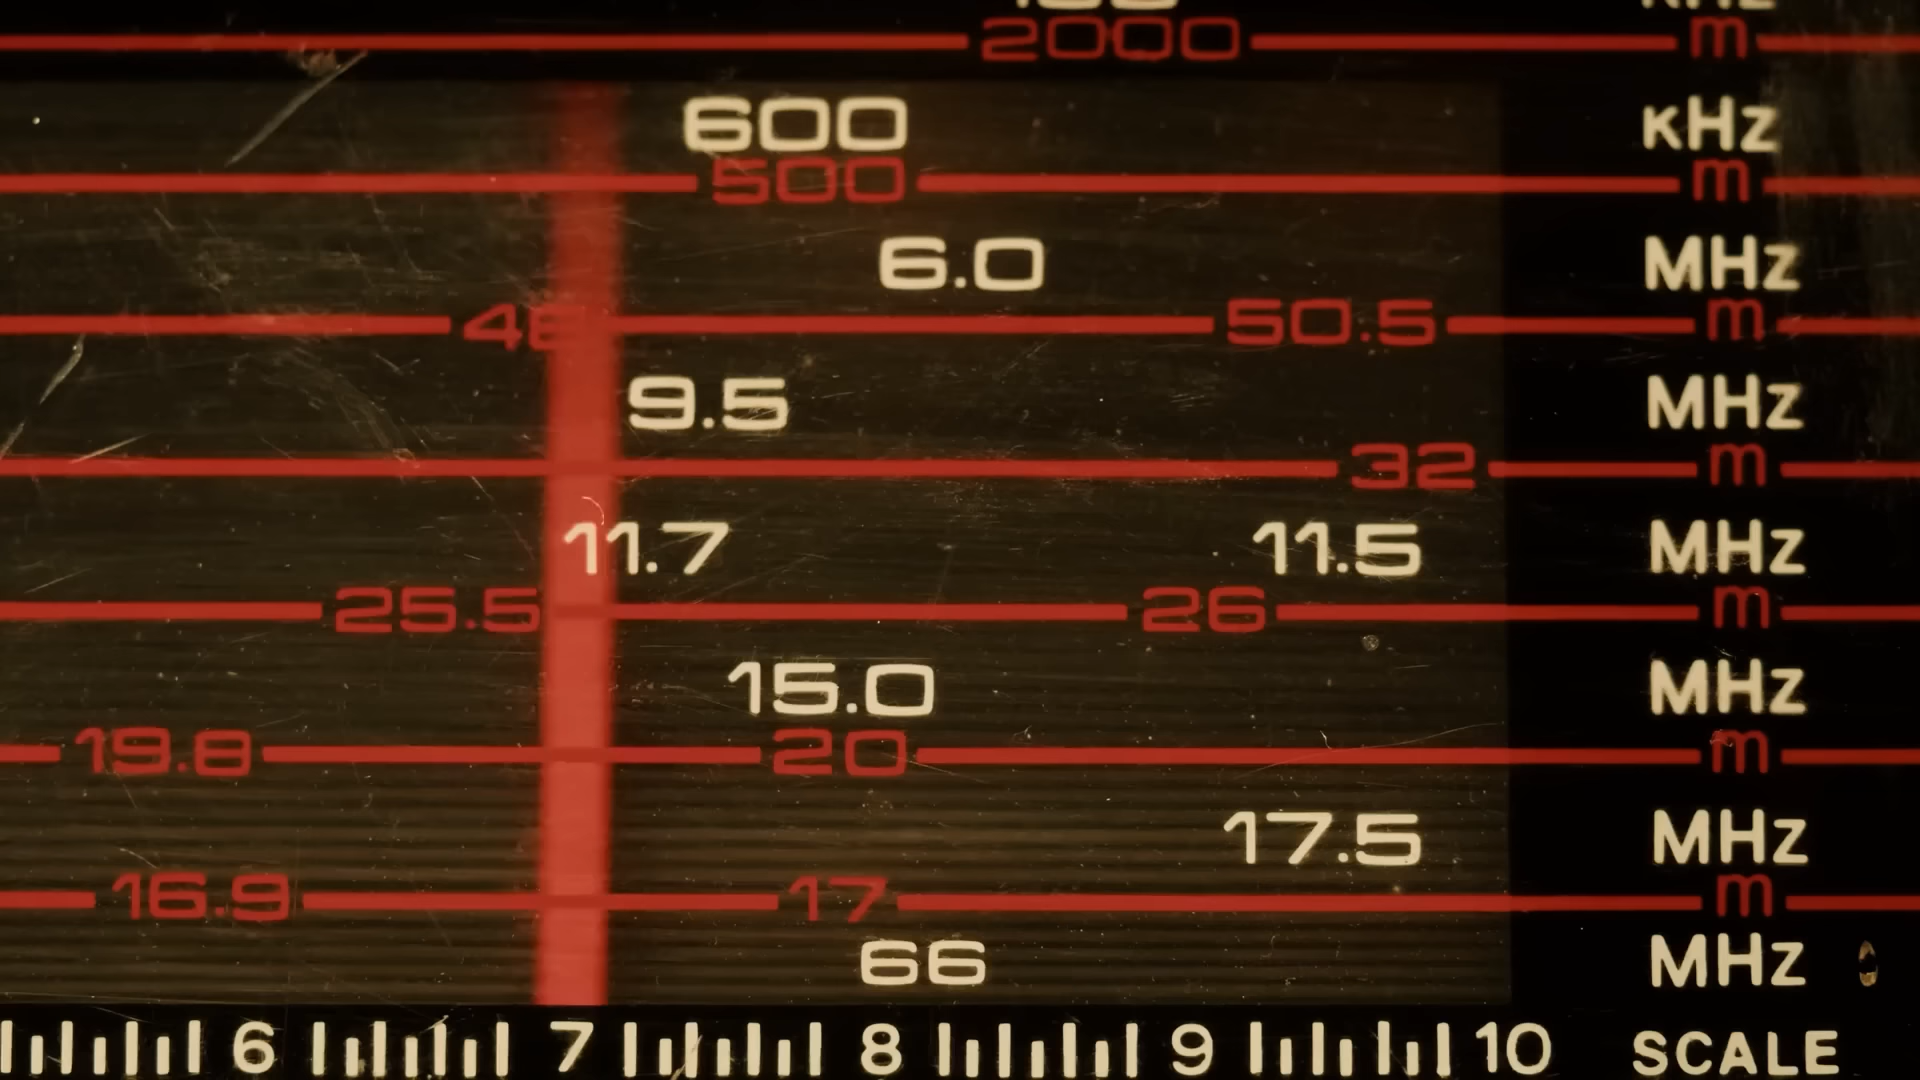 2000 m
600 KHz
500 m
6.0 MHz
50.5 m
9.5 MHz
32 m
11.7 11.5 MHz
25.5 26 m
15.0 MHz
19.8 20 m
17.5 MHz
16.9 17 m
66 MHz
6 7 8 9 10 SCALE